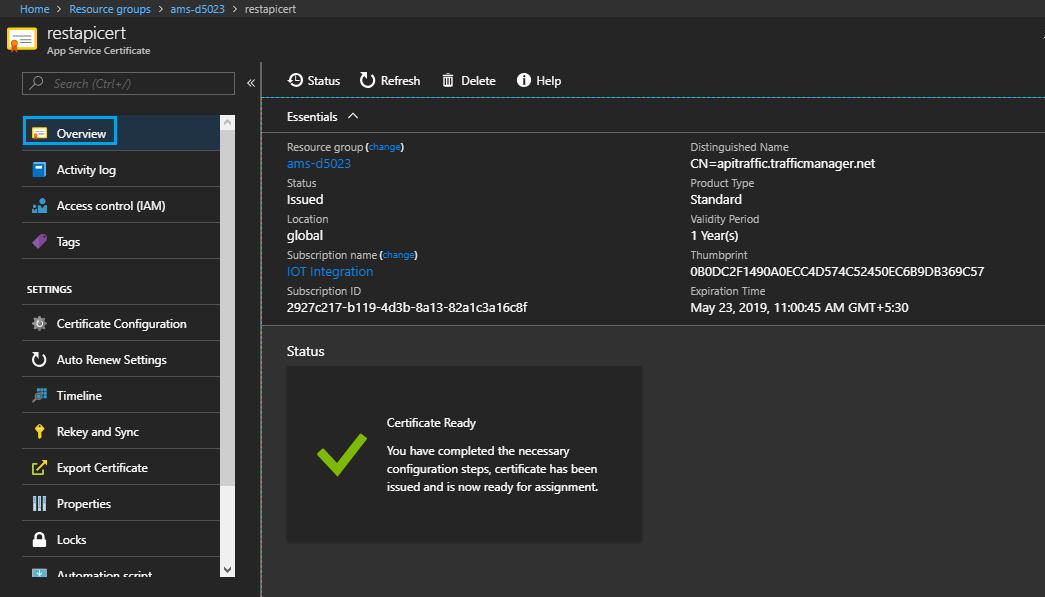 Home > Resource groups > ams-d5023 > restapicert
restapicert
App Service Certificate
Search (Ctrl+/)
«
Overview
Activity log
Access control (IAM)
Tags
SETTINGS
Certificate Configuration
Auto Renew Settings
Timeline
Rekey and Sync
Export Certificate
Properties
Locks
Automation script
Status Refresh Delete Help
Essentials
Resource group (change)
ams-d5023
Status
Issued
Location
global
Subscription name (change)
IOT Integration
Subscription ID
2927c217-b119-4d3b-8a13-82a1c3a16c8f
Distinguished Name
CN=apitraffic.trafficmanager.net
Product Type
Standard
Validity Period
1 Year(s)
Thumbprint
0B0DC2F1490A0ECC4D574C52450EC6B9DB369C57
Expiration Time
May 23, 2019, 11:00:45 AM GMT+5:30
Status
Certificate Ready
You have completed the necessary
configuration steps, certificate has been
issued and is now ready for assignment.